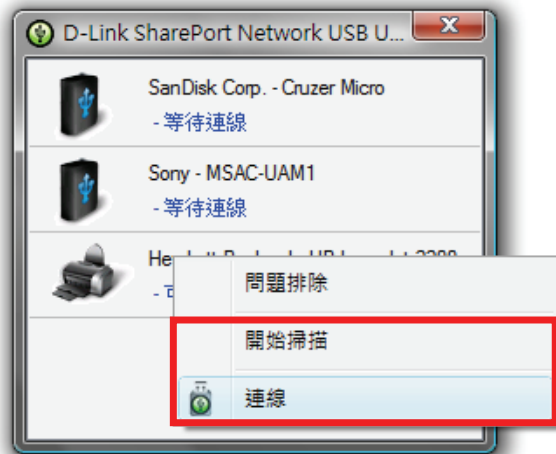 D-Link SharePort Network USB U...
SanDisk Corp. - Cruzer Micro
- 等待連線
Sony - MSAC-UAM1
- 等待連線
問題排除
開始掃描
連線